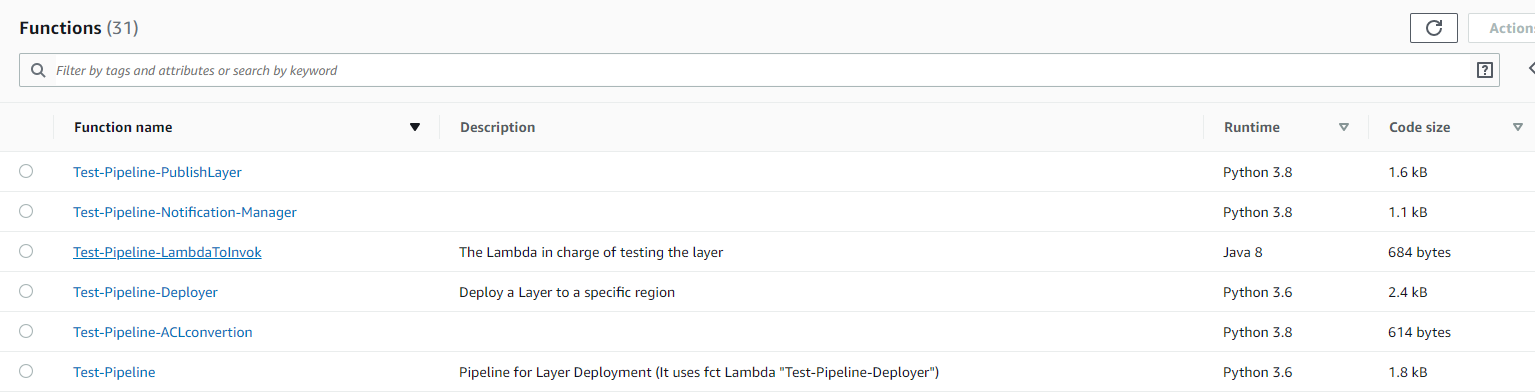 Functions (31)
Actions
Filter by tags and attributes or search by keyword
Function name Description Runtime Code size
Test-Pipeline-PublishLayer Python 3.8 1.6 kB
Test-Pipeline-Notification-Manager Python 3.8 1.1 kB
Test-Pipeline-LambdaToInvok The Lambda in charge of testing the layer Java 8 684 bytes
Test-Pipeline-Deployer Deploy a Layer to a specific region Python 3.6 2.4 kB
Test-Pipeline-ACLconvertion Python 3.8 614 bytes
Test-Pipeline Pipeline for Layer Deployment (It uses fct Lambda "Test-Pipeline-Deployer") Python 3.6 1.8 kB